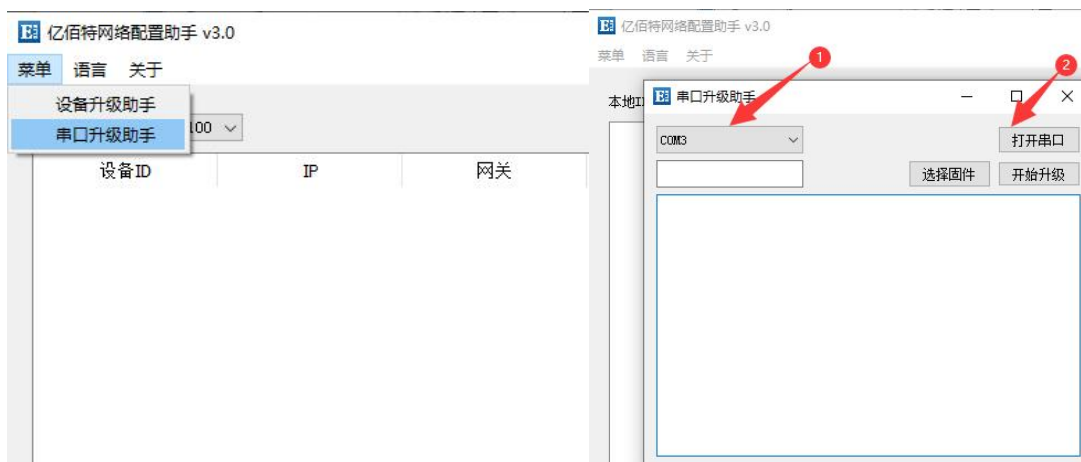 亿佰特网络配置助手 v3.0
菜单 语言 关于
设备升级助手
串口升级助手
100
设备ID IP 网关
亿佰特网络配置助手 v3.0
菜单 语言 关于
1
2
本地I
串口升级助手
COM3
打开串口
选择固件 开始升级